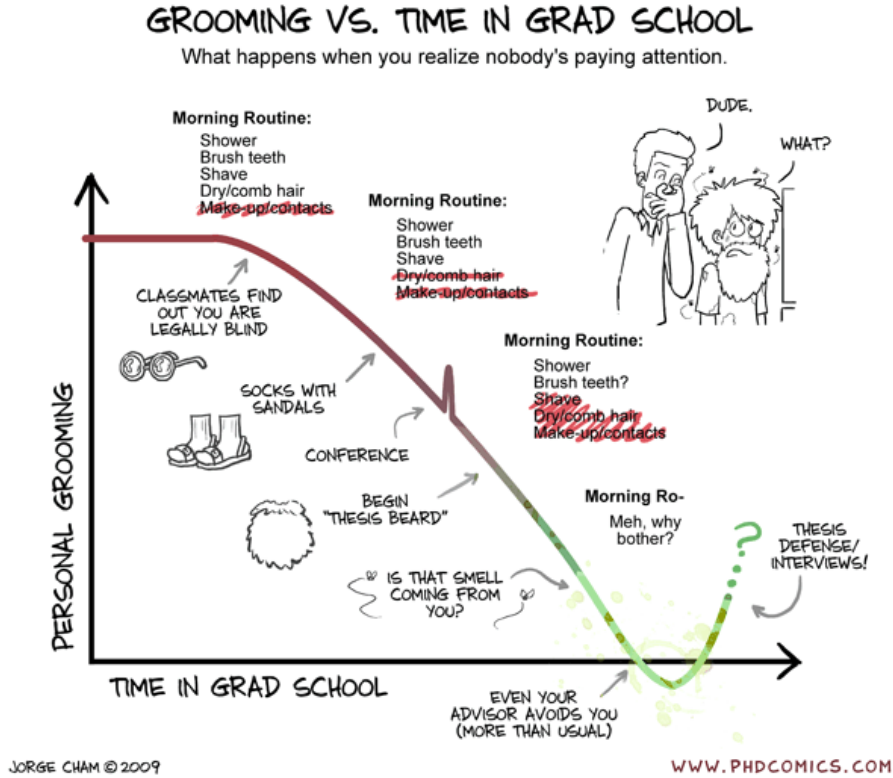 GROOMING VS. TIME IN GRAD SCHOOL
What happens when you realize nobody's paying attention.
DUDE.
WHAT?
Morning Routine:
Shower
Brush teeth
Shave
Dry/comb hair
Make-up/contacts
Morning Routine:
Shower
Brush teeth
Shave
Dry/comb hair
Make-up/contacts
CLASSMATES FIND
OUT YOU ARE
LEGALLY BLIND
Morning Routine:
Shower
Brush teeth?
Shave
Dry/comb hair
Make-up/contacts
SOCKS WITH
SANDALS
CONFERENCE
BEGIN
"THESIS BEARD"
Morning Ro-
Meh, why
bother?
THESIS
DEFENSE/
INTERVIEWS!
?
IS THAT SMELL
COMING FROM
YOU?
PERSONAL GROOMING
TIME IN GRAD SCHOOL
EVEN YOUR
ADVISOR AVOIDS YOU
(MORE THAN USUAL)
JORGE CHAM © 2009
WWW.PHDCOMICS.COM